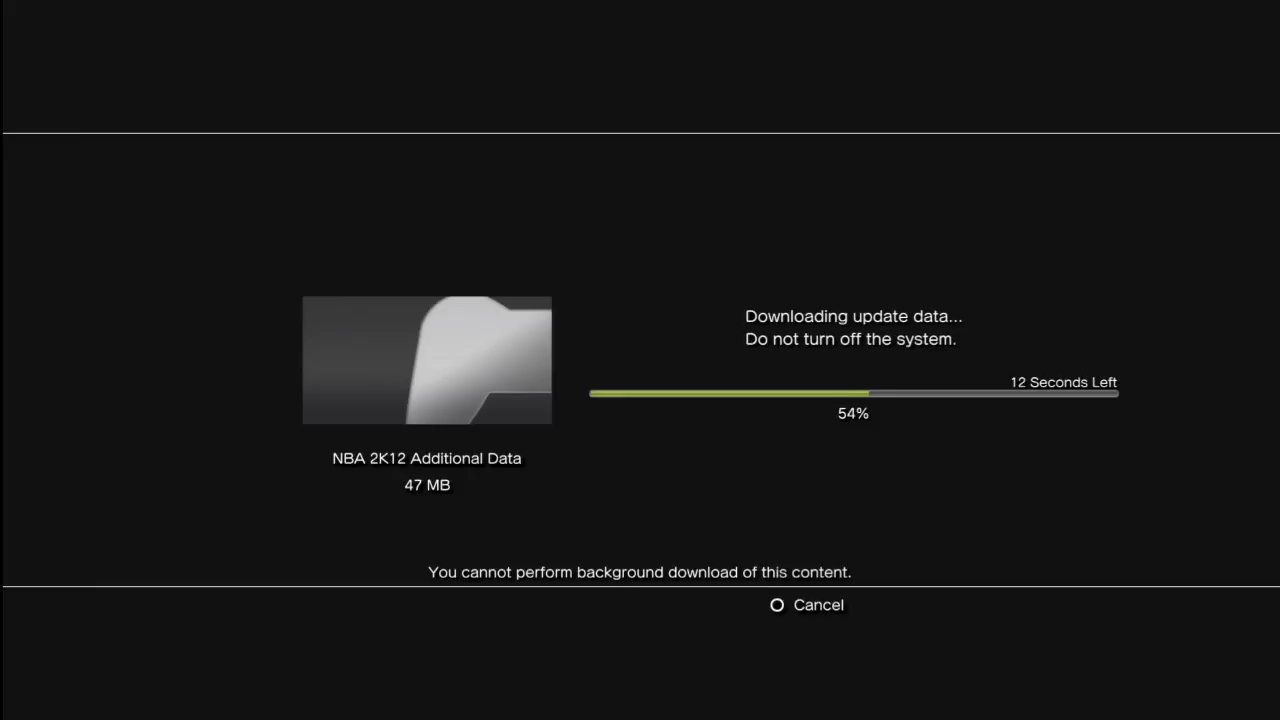 Downloading update data...
Do not turn off the system.
12 Seconds Left
54%
NBA 2K12 Additional Data
47 MB
You cannot perform background download of this content.
Cancel